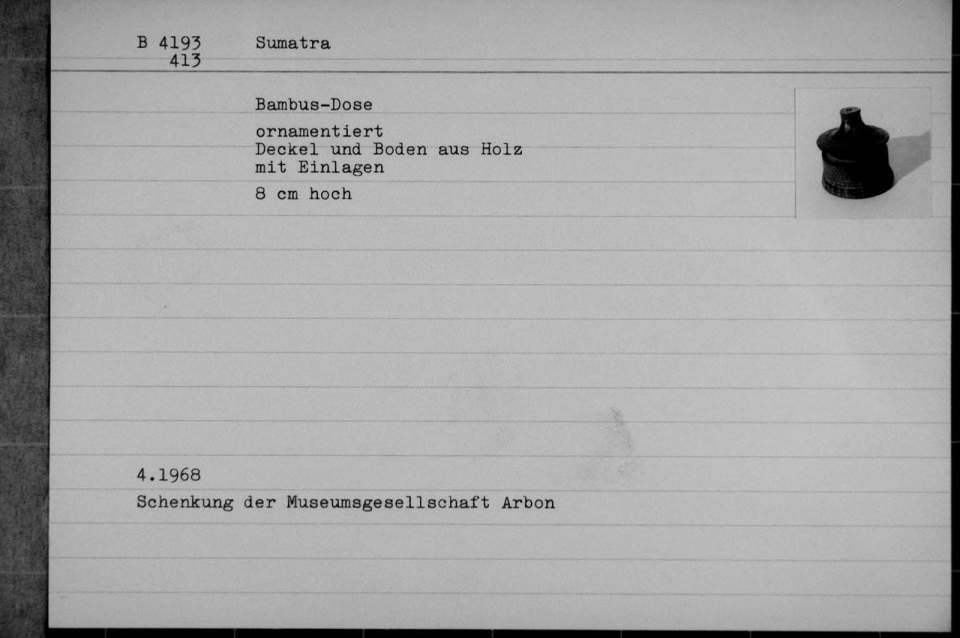 B 4193 Sumatra
413
Bambus-Dose
ornamentiert
Deckel und Boden aus Holz
mit Einlagen
8 cm hoch
4.1968
Schenkung der Museumsgesellschaft Arbon